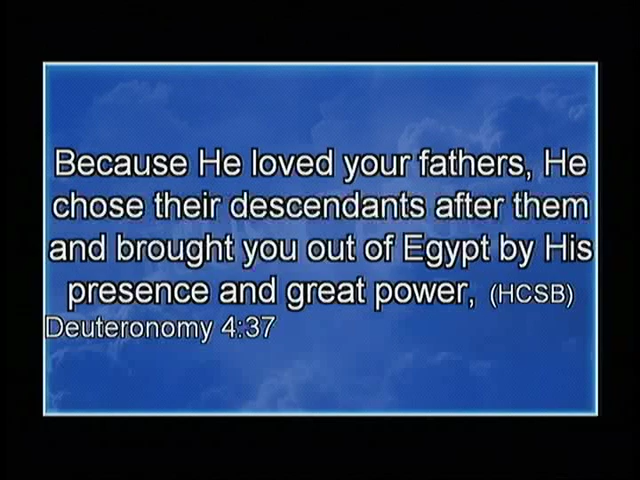 Because He loved your fathers, He
chose their descendants after them
and brought you out of Egypt by His
presence and great power, (HCSB)
Deuteronomy 4:37